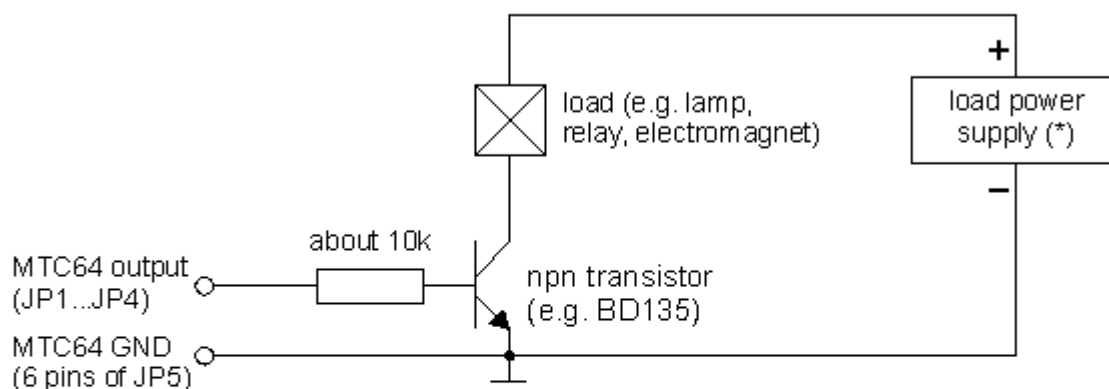 +
load (e.g. lamp,
relay, electromagnet)
load power
supply (*)
–
about 10k
MTC64 output
(JP1...JP4)
npn transistor
(e.g. BD135)
MTC64 GND
(6 pins of JP5)